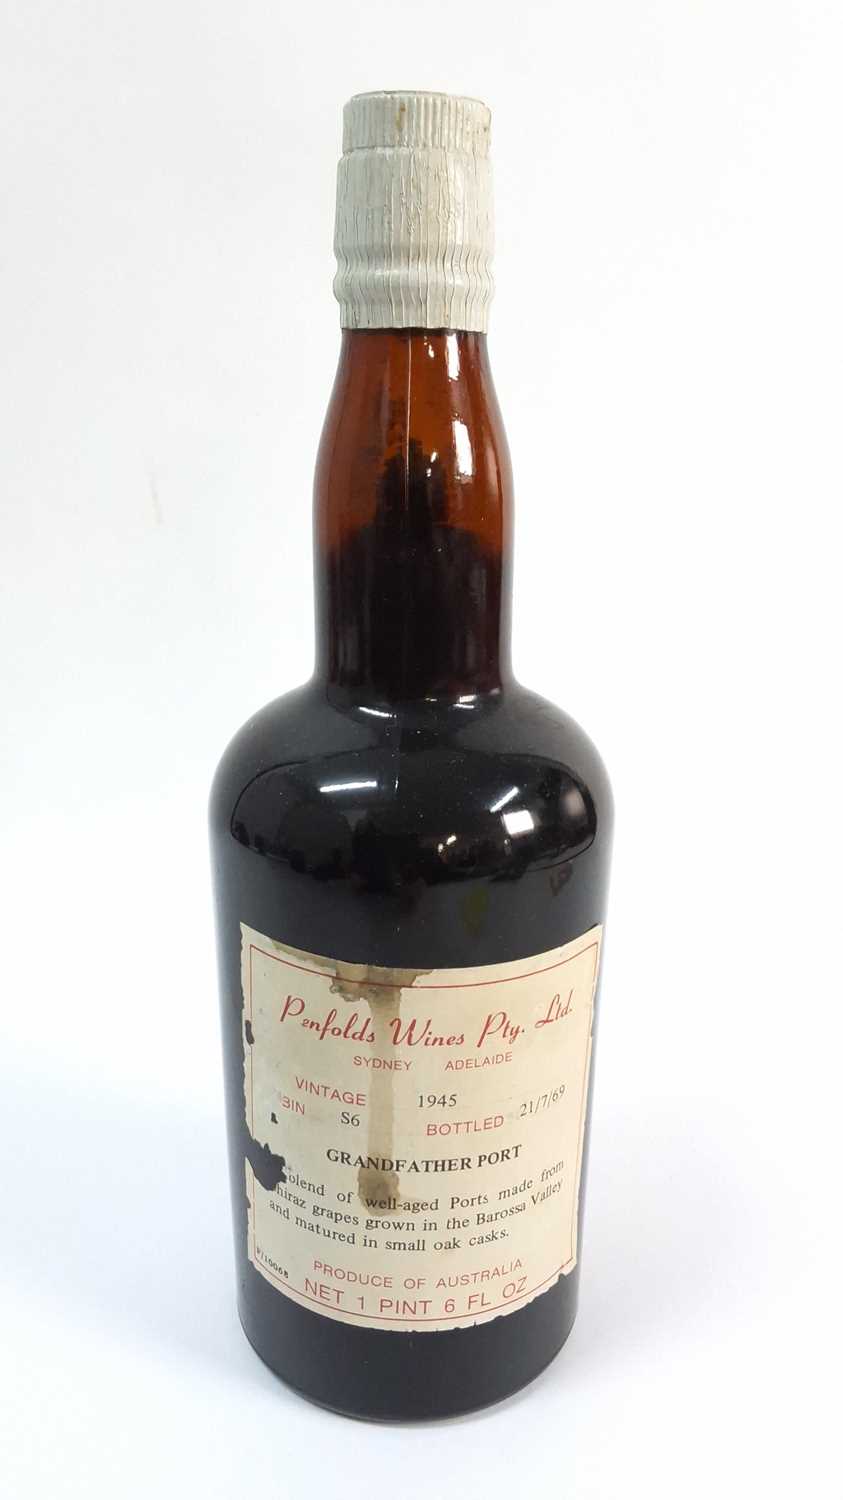 Penfolds Wines Pty. Ltd.
SYDNEY ADELAIDE
VINTAGE 1945
BIN S6 BOTTLED 21/7/69
GRANDFATHER PORT
blend of well-aged Ports made from
Shiraz grapes grown in the Barossa Valley
and matured in small oak casks.
PRODUCE OF AUSTRALIA
NET 1 PINT 6 FL OZ